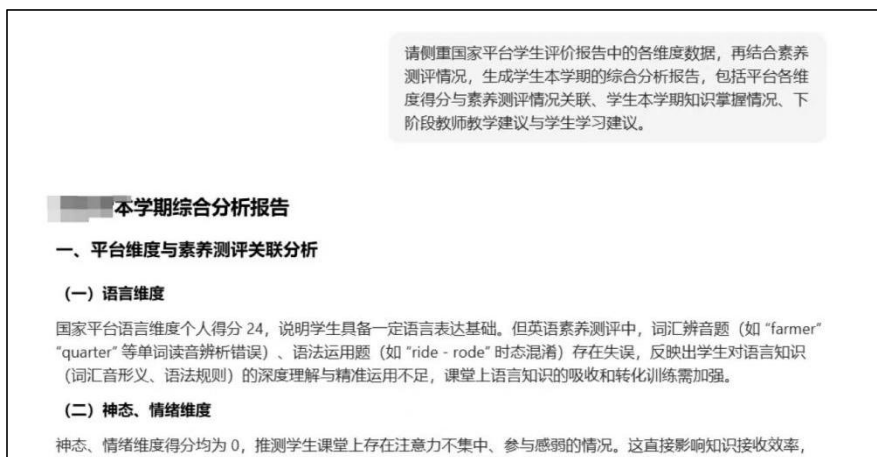 请侧重国家平台学生评价报告中的各维度数据，再结合素养
测评情况，生成学生本学期的综合分析报告，包括平台各维
度得分与素养测评情况关联、学生本学期知识掌握情况、下
阶段教师教学建议与学生学习建议。
本学期综合分析报告
一、平台维度与素养测评关联分析
（一）语言维度
国家平台语言维度个人得分 24，说明学生具备一定语言表达基础。但英语素养测评中，词汇辨音题（如 “farmer”
“quarter” 等单词读音辨析错误）、语法运用题（如 “ride - rode” 时态混淆）存在失误，反映出学生对语言知识
（词汇音形义、语法规则）的深度理解与精准运用不足，课堂上语言知识的吸收和转化训练需加强。
（二）神态、情绪维度
神态、情绪维度得分均为 0，推测学生课堂上存在注意力不集中、参与感弱的情况。这直接影响知识接收效率，